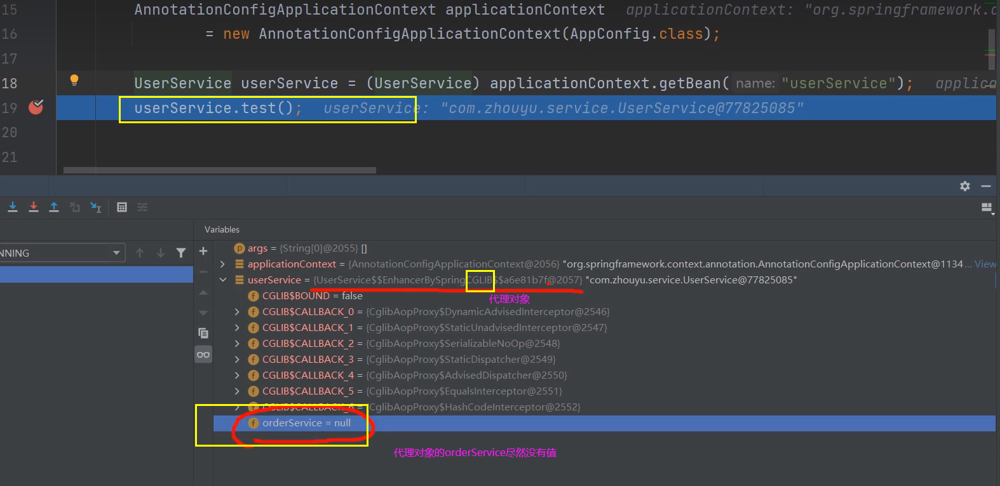 15 AnnotationConfigApplicationContext applicationContext applicationContext: "org.springframework.c
16 = new AnnotationConfigApplicationContext(AppConfig.class);
17
18 UserService userService = (UserService) applicationContext.getBean( name: "userService"); applica
19 userService.test(); userService: "com.zhouyu.service.UserService@77825085"
20
21
Variables
NNING
args = {String[0]@2055} []
applicationContext = {AnnotationConfigApplicationContext@2056} "org.springframework.context.annotation.AnnotationConfigApplicationContext@1134... View
userService = {UserService$$EnhancerBySpringCGLIB$$a6e81b7f@2057} "com.zhouyu.service.UserService@77825085"
CGLIB$BOUND = false
代理对象
CGLIB$CALLBACK_0 = {CglibAopProxy$DynamicAdvisedInterceptor@2546}
CGLIB$CALLBACK_1 = {CglibAopProxy$StaticUnadvisedInterceptor@2547}
CGLIB$CALLBACK_2 = {CglibAopProxy$SerializableNoOp@2548}
CGLIB$CALLBACK_3 = {CglibAopProxy$StaticDispatcher@2549}
CGLIB$CALLBACK_4 = {CglibAopProxy$AdvisedDispatcher@2550}
CGLIB$CALLBACK_5 = {CglibAopProxy$EqualsInterceptor@2551}
CGLIB$CALLBACK_6 = {CglibAopProxy$HashCodeInterceptor@2552}
orderService = null
代理对象的orderService尽然没有值